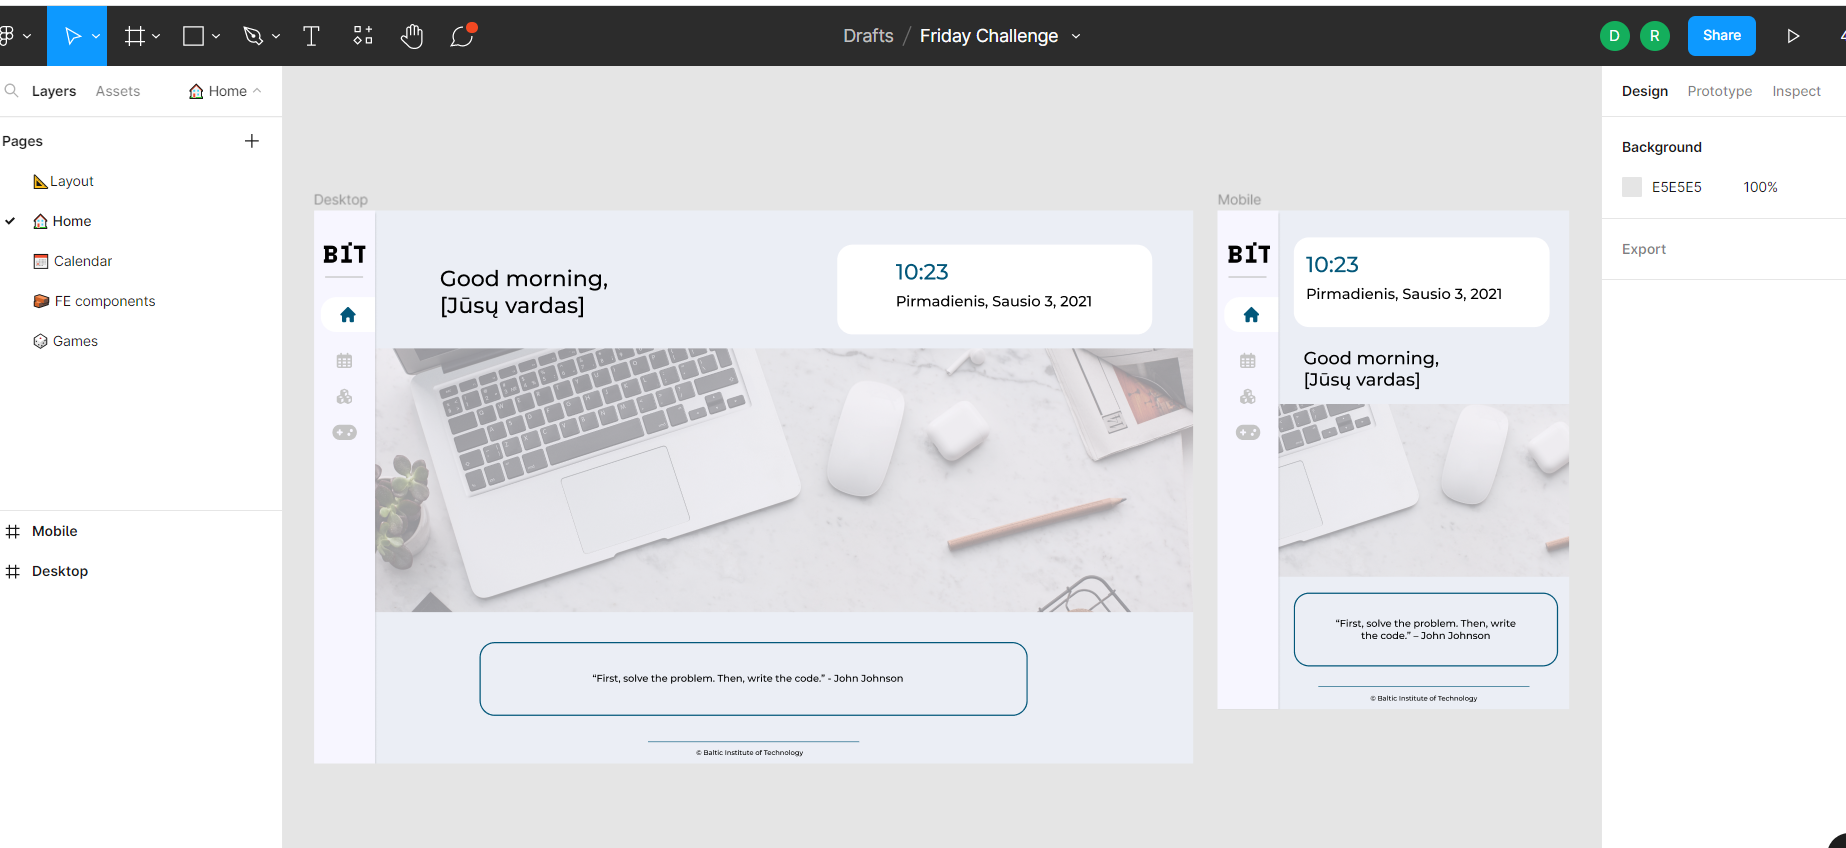 Drafts / Friday Challenge
D
R
Share
Layers
Assets
Home
Pages
Layout
Home
Calendar
FE components
Games
Mobile
Desktop
Desktop
BIT
Good morning,
[Jūsų vardas]
10:23
Pirmadienis, Sausio 3, 2021
“First, solve the problem. Then, write the code.” - John Johnson
© Baltic Institute of Technology
Mobile
BIT
10:23
Pirmadienis, Sausio 3, 2021
Good morning,
[Jūsų vardas]
“First, solve the problem. Then, write
the code.” – John Johnson
© Baltic Institute of Technology
Design
Prototype
Inspect
Background
E5E5E5
100%
Export